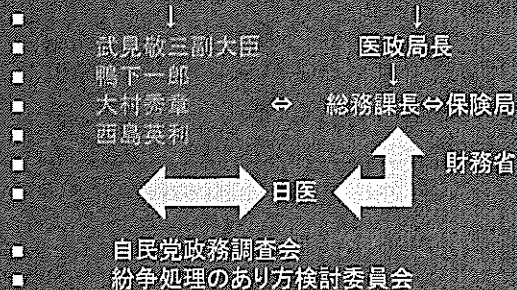 ↓ ↓
武見敬三副大臣 医政局長
鴨下一郎 ↓
大村秀章 ⇔ 総務課長⇔保険局
西島英利
財務省
日医
自民党政務調査会
紛争処理のあり方検討委員会